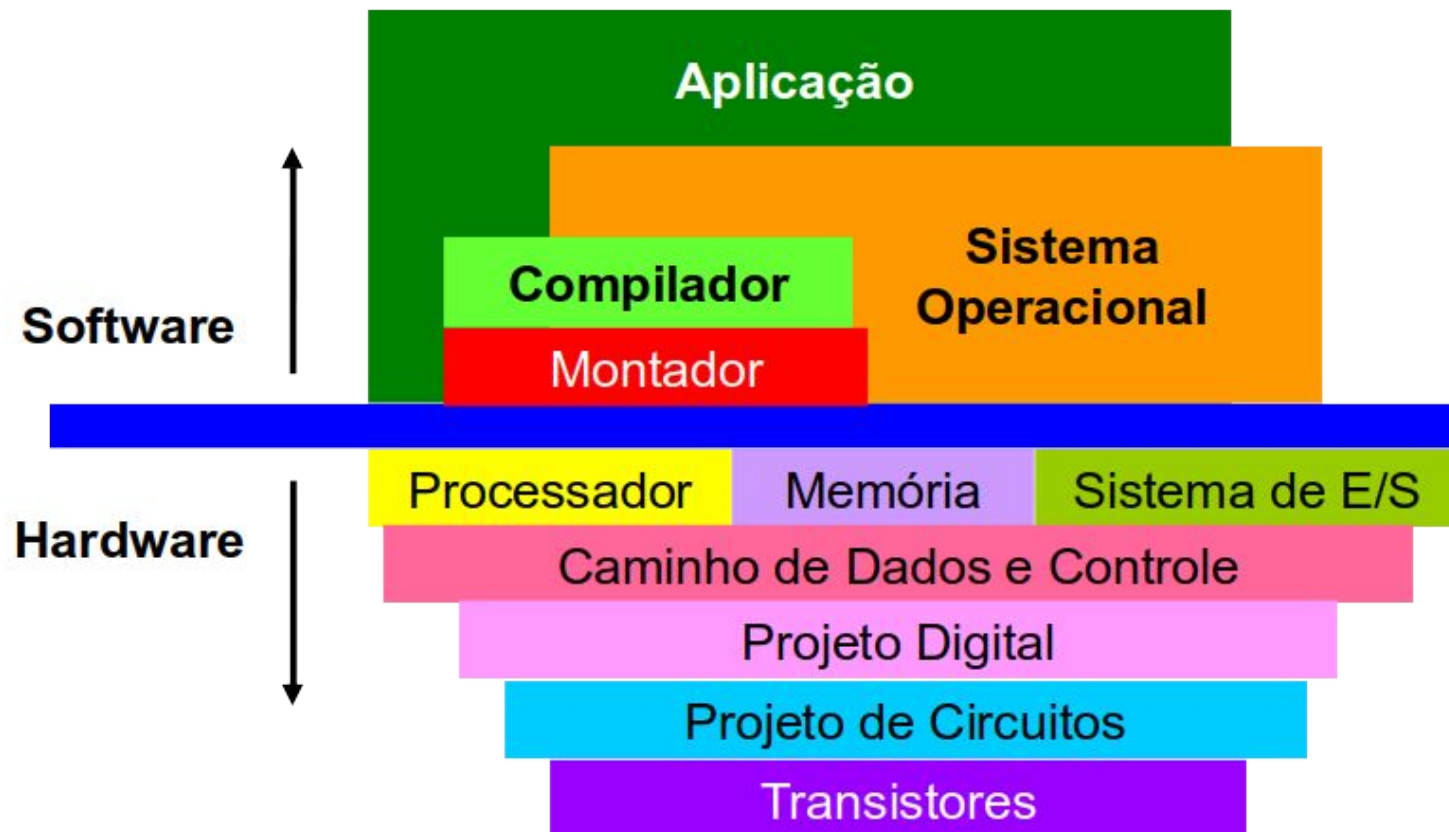 Aplicação
Sistema
Operacional
Compilador
Montador
Software
Hardware
Processador
Memória
Sistema de E/S
Caminho de Dados e Controle
Projeto Digital
Projeto de Circuitos
Transistores